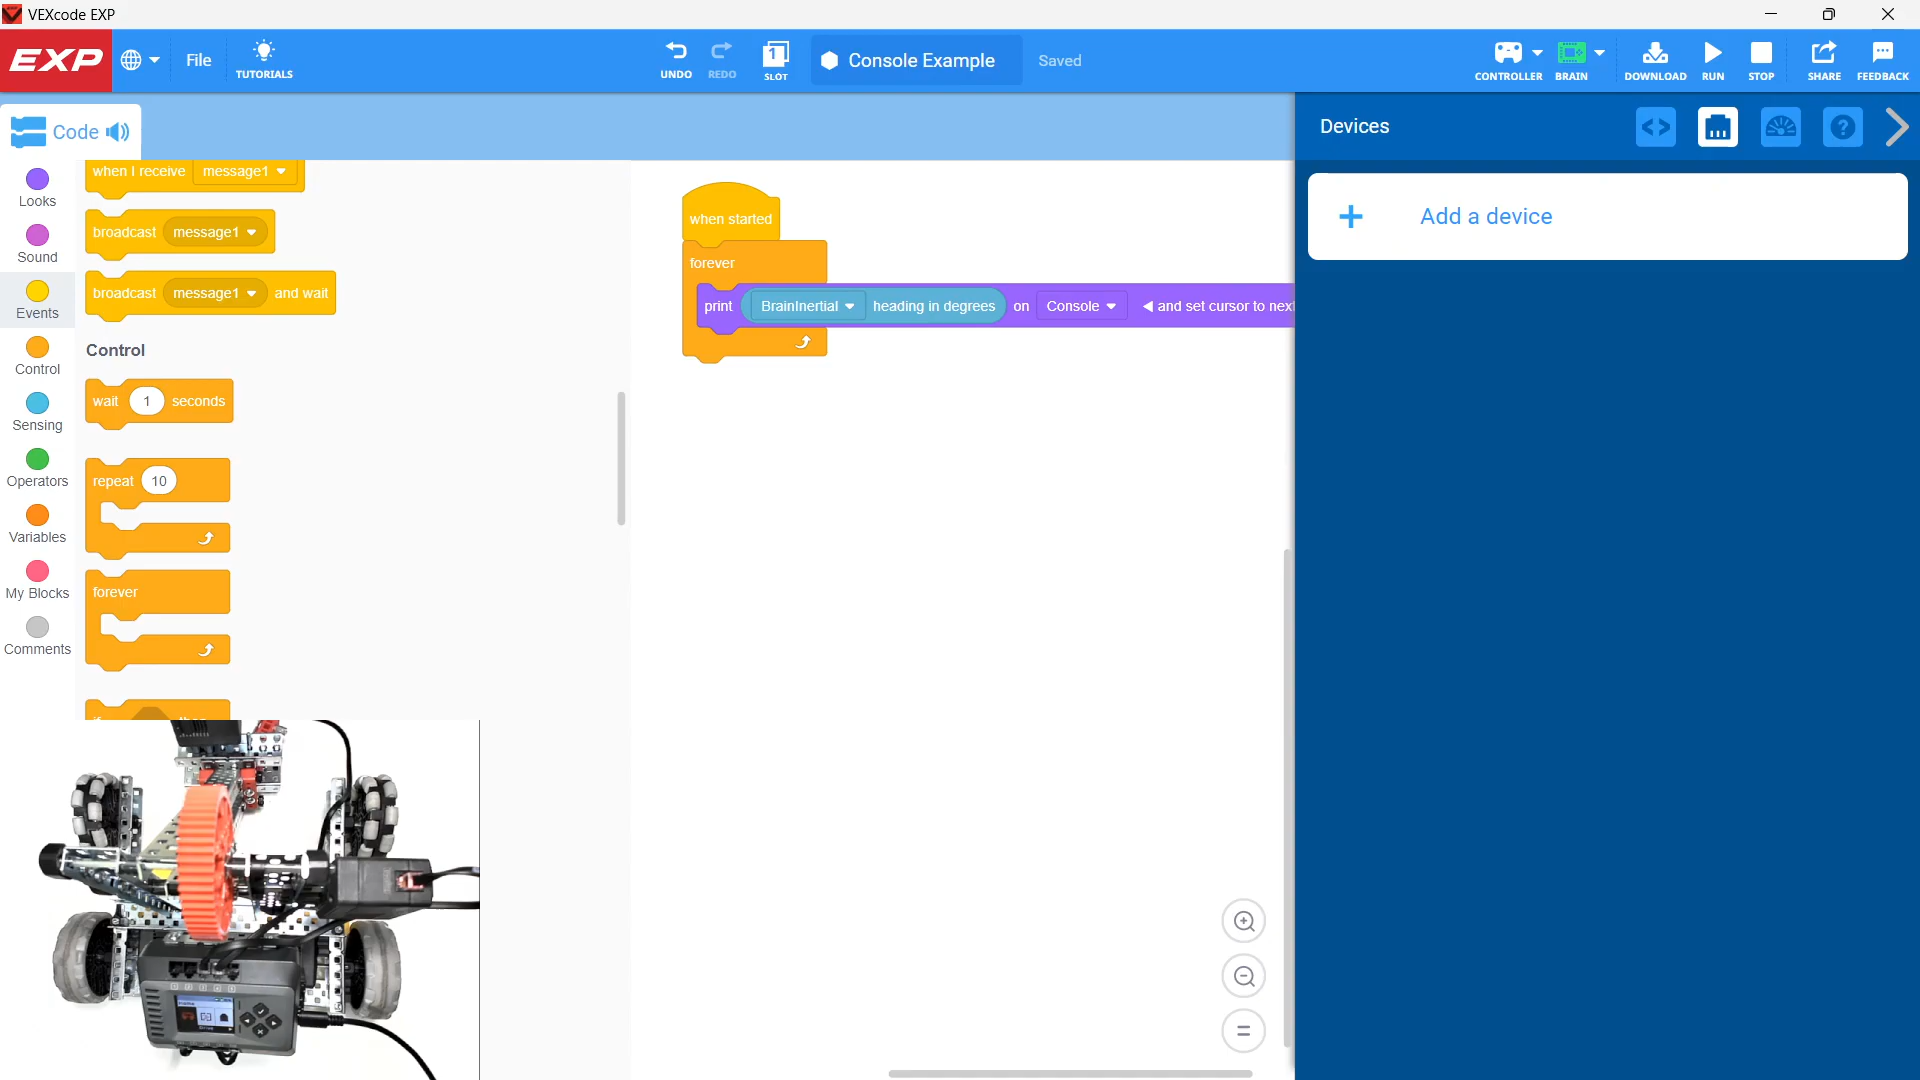 VEXcode EXP
EXP
File
TUTORIALS
UNDO
REDO
1
SLOT
Console Example
Saved
CONTROLLER
BRAIN
DOWNLOAD
RUN
STOP
SHARE
FEEDBACK
Code
Devices
Add a device
Looks
Sound
Events
Control
Sensing
Operators
Variables
My Blocks
Comments
when I receive message1
broadcast message1
broadcast message1 and wait
Control
wait 1 seconds
repeat 10
forever
when started
forever
print BrainInertial heading in degrees on Console and set cursor to next